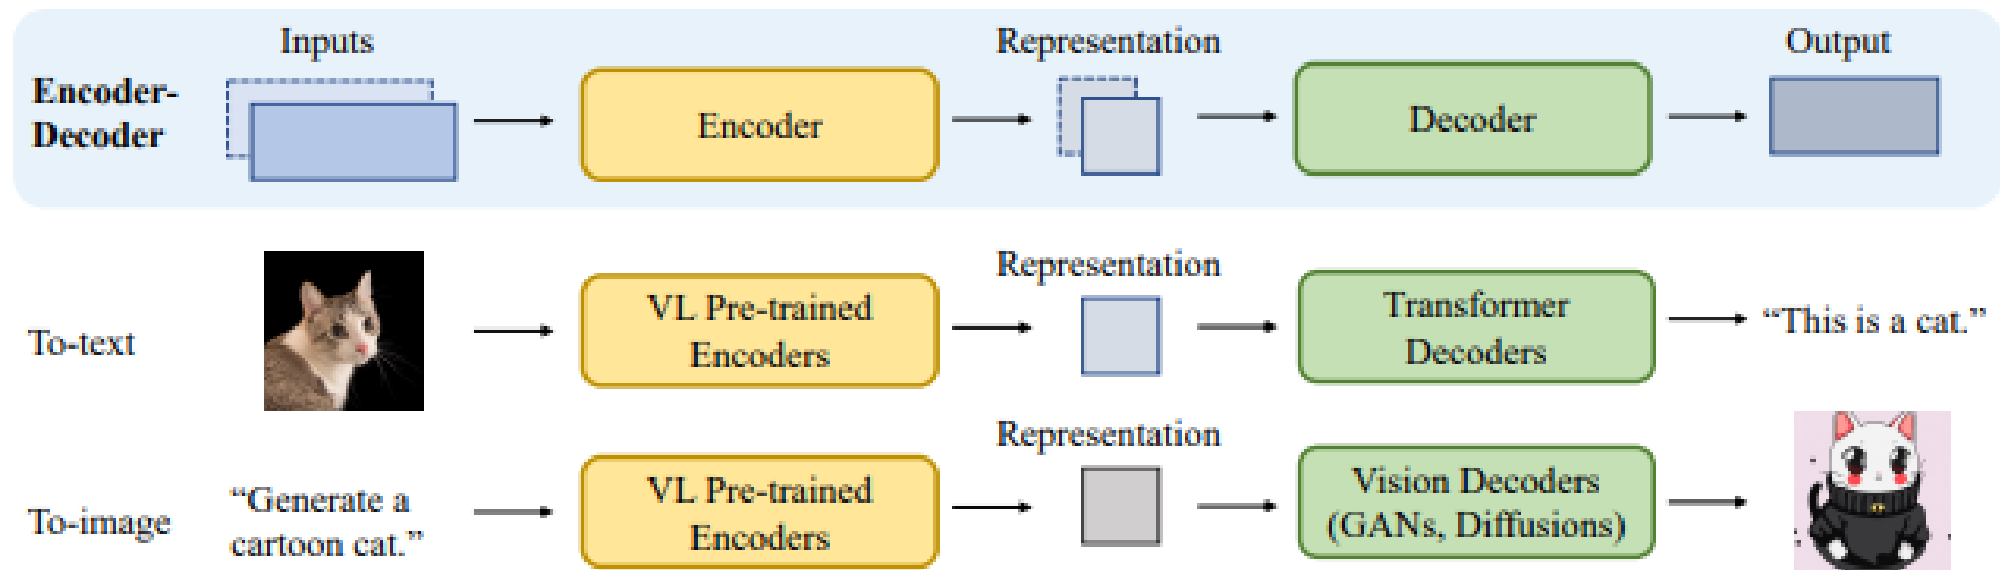 Inputs
Representation
Output
Encoder-
Decoder
Encoder
Decoder
Representation
To-text
VL Pre-trained
Encoders
Transformer
Decoders
“This is a cat.”
Representation
To-image
“Generate a
cartoon cat.”
VL Pre-trained
Encoders
Vision Decoders
(GANs, Diffusions)